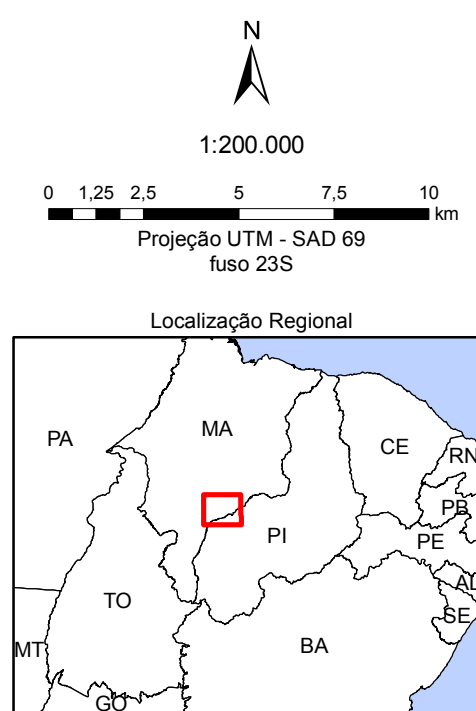 N
1:200.000
0 1,25 2,5 5 7,5 10
km
Projeção UTM - SAD 69
fuso 23S
Localização Regional
PA
MA
CE
RN
PB
PE
PI
AL
SE
TO
BA
MT
GO